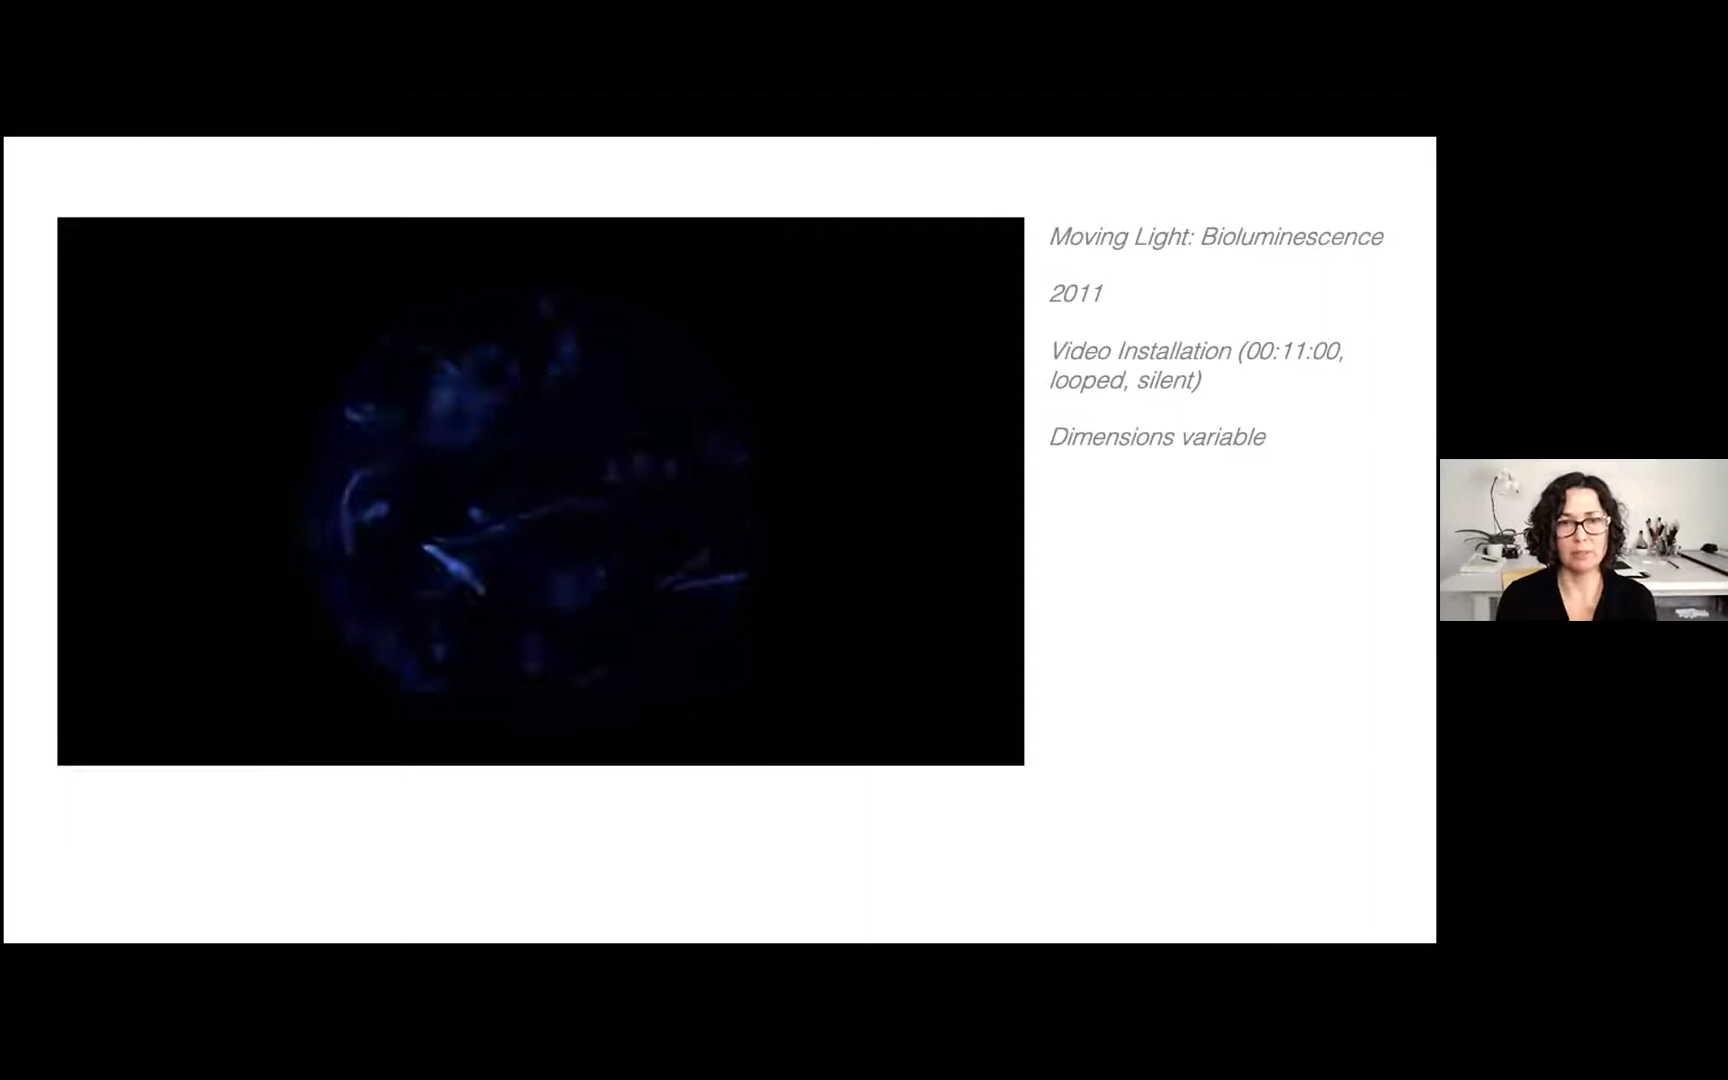 Moving Light: Bioluminescence
2011
Video Installation (00:11:00,
looped, silent)
Dimensions variable